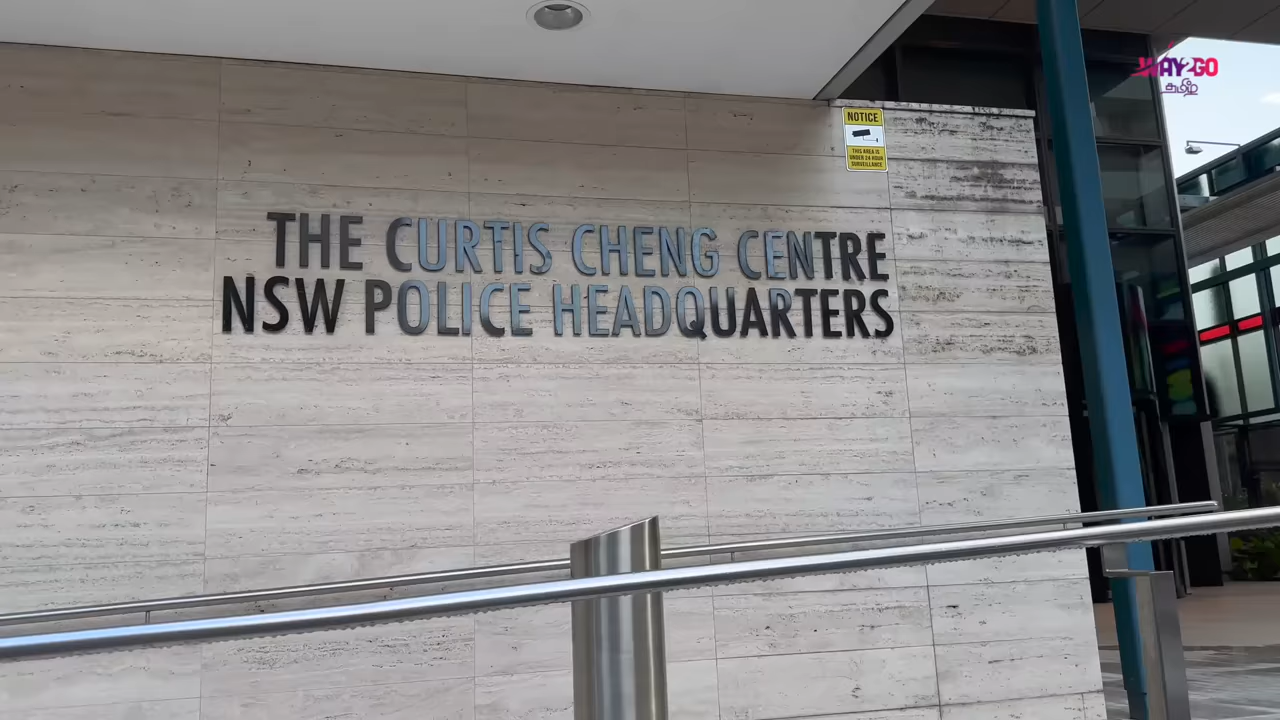 WAY2GO
தமிழ்
NOTICE
THIS AREA IS
UNDER 24 HOUR
SURVEILLANCE
THE CURTIS CHENG CENTRE
NSW POLICE HEADQUARTERS